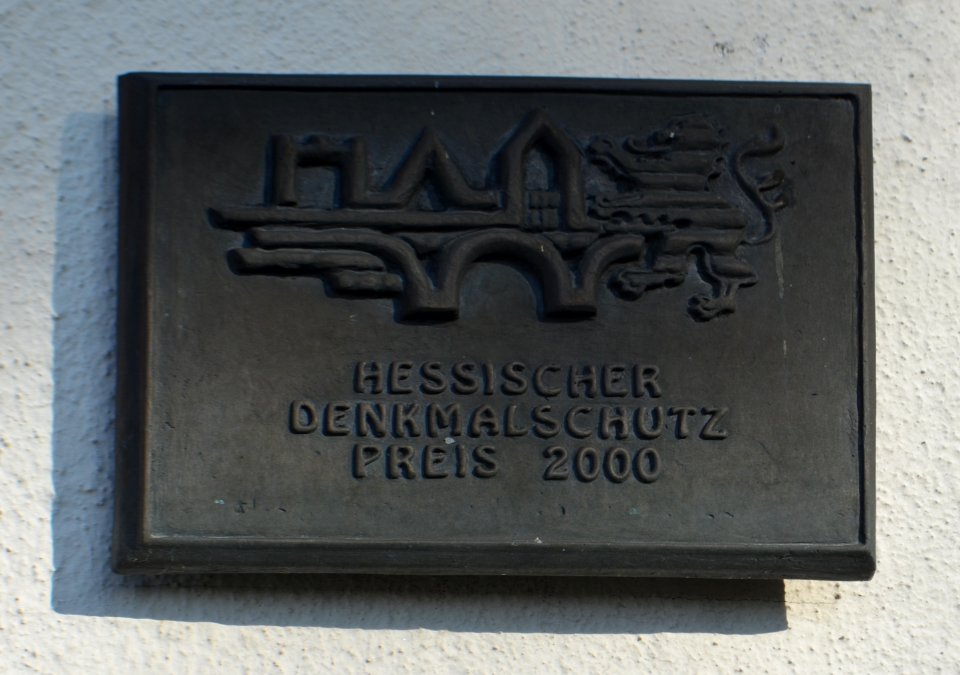 HESSISCHER
DENKMALSCHUTZ
PREIS 2000